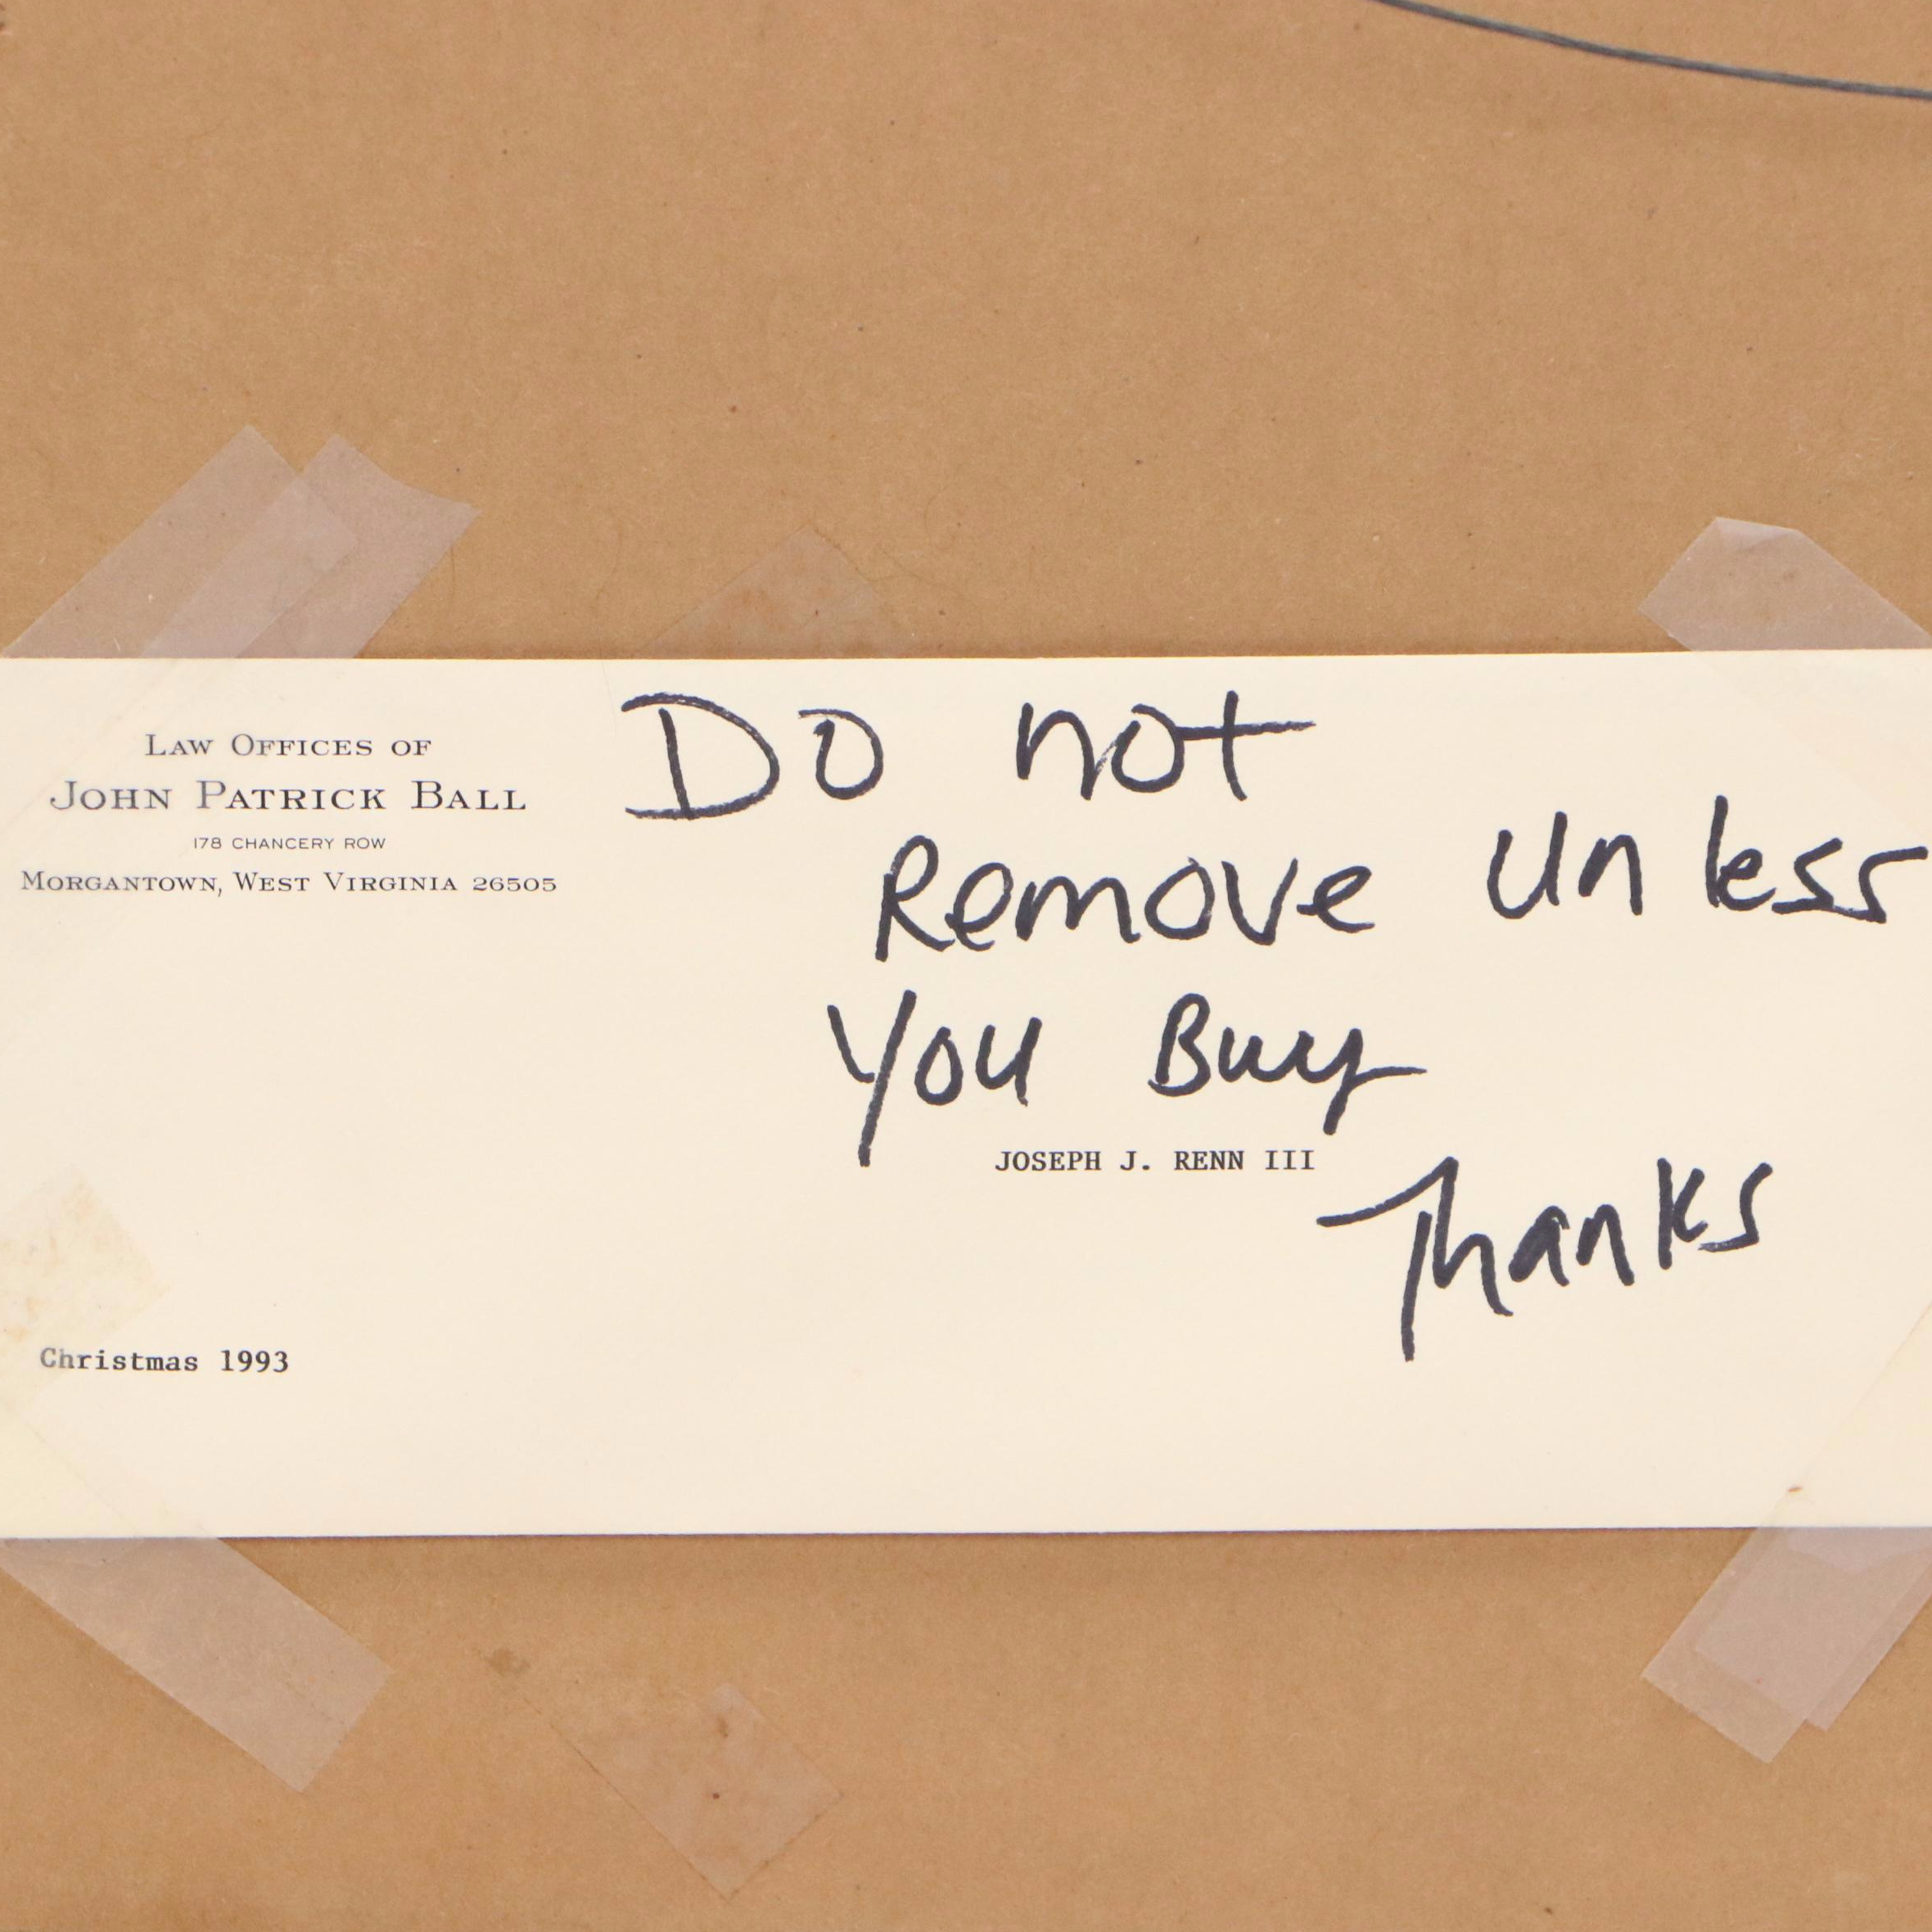 LAW OFFICES OF
JOHN PATRICK BALL
178 CHANCERY ROW
MORGANTOWN, WEST VIRGINIA 26505
Do not
Remove Unless
You Buy
JOSEPH J. RENN III
Thanks
Christmas 1993